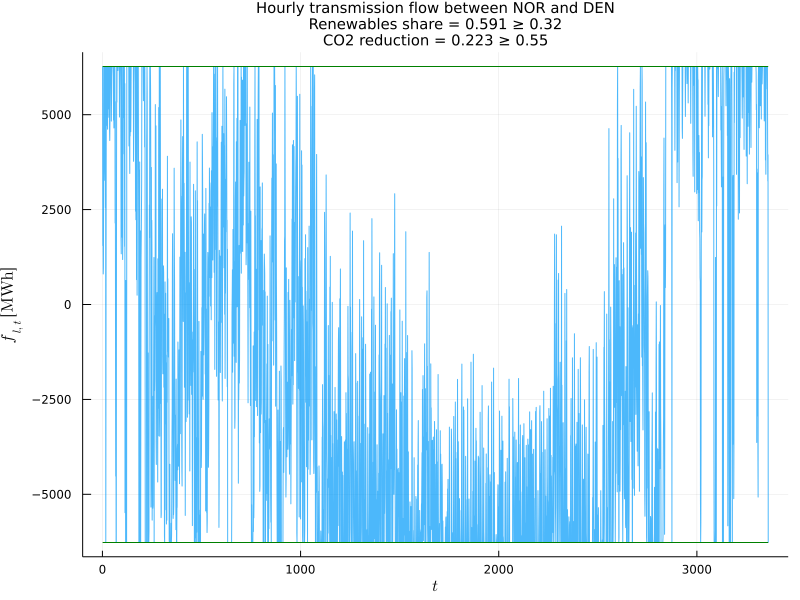 Hourly transmission flow between NOR and DEN
Renewables share = 0.591 ≥ 0.32
CO2 reduction = 0.223 ≥ 0.55
5000
2500
0
−2500
−5000
f_{l,t} [MWh]
0
1000
2000
3000
t